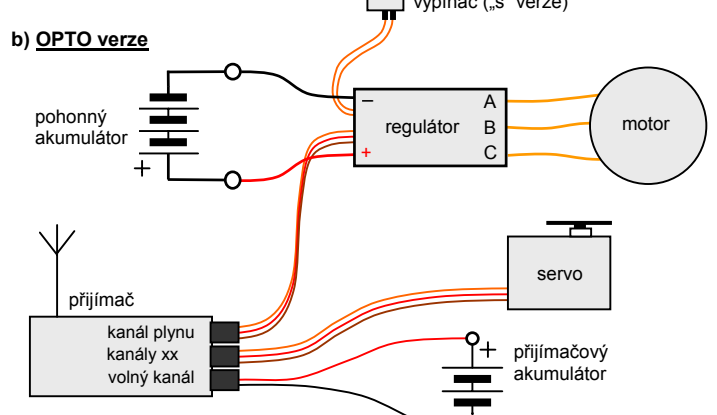 vypínač („s“ verze)
b) OPTO verze
pohonný
akumulátor
+
–
+
regulátor
A
B
C
motor
servo
přijímač
kanál plynu
kanály xx
volný kanál
+
přijímačový
akumulátor